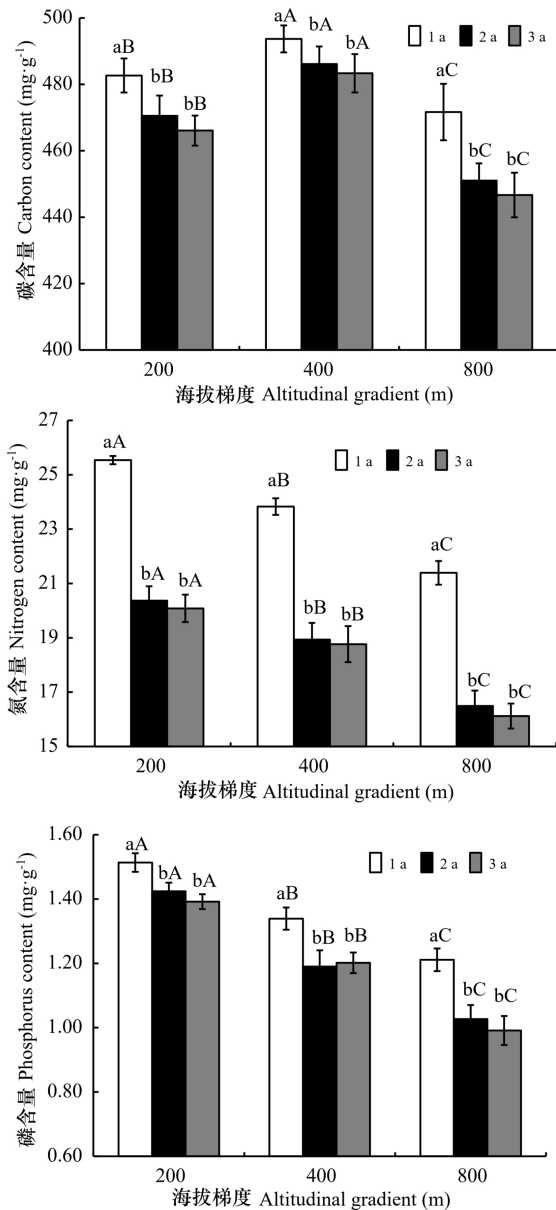 碳含量 Carbon content (mg·g⁻¹)
500
480
460
440
420
400
aB
bB
bB
aA
bA
bA
aC
bC
bC
1 a
2 a
3 a
200
400
800
海拔梯度 Altitudinal gradient (m)
氮含量 Nitrogen content (mg·g⁻¹)
27
25
23
21
19
17
15
aA
bA
bA
aB
bB
bB
aC
bC
bC
1 a
2 a
3 a
200
400
800
海拔梯度 Altitudinal gradient (m)
磷含量 Phosphorus content (mg·g⁻¹)
1.60
1.40
1.20
1.00
0.80
0.60
aA
bA
bA
aB
bB
bB
aC
bC
bC
1 a
2 a
3 a
200
400
800
海拔梯度 Altitudinal gradient (m)